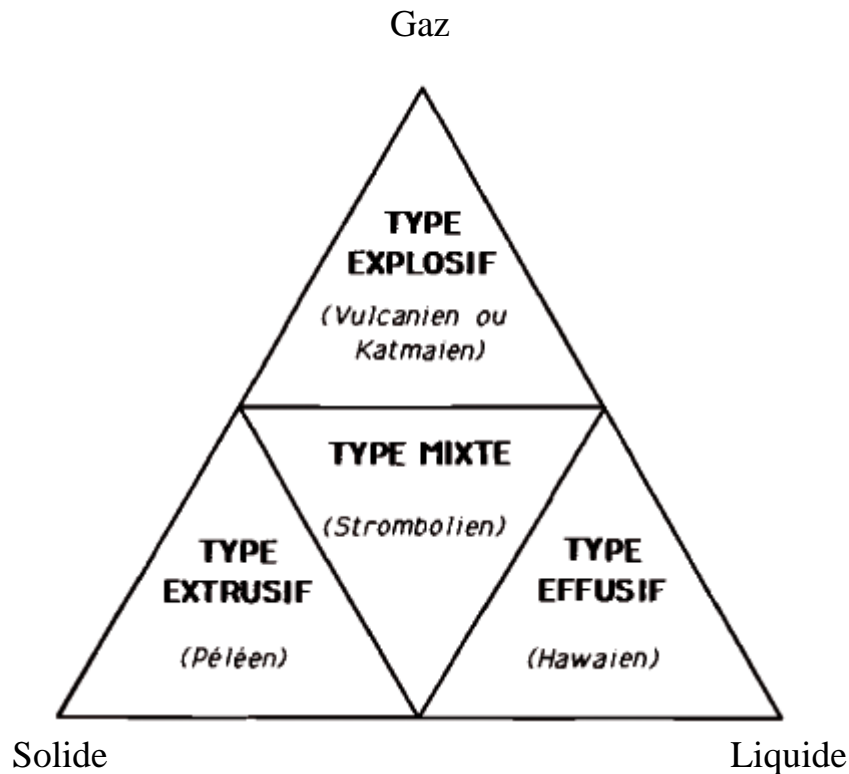 Gaz
TYPE
EXPLOSIF
(Vulcanien ou
Katmaien)
TYPE MIXTE
(Strombolien)
TYPE
EXTRUSIF
(Péléen)
TYPE
EFFUSIF
(Hawaien)
Solide
Liquide